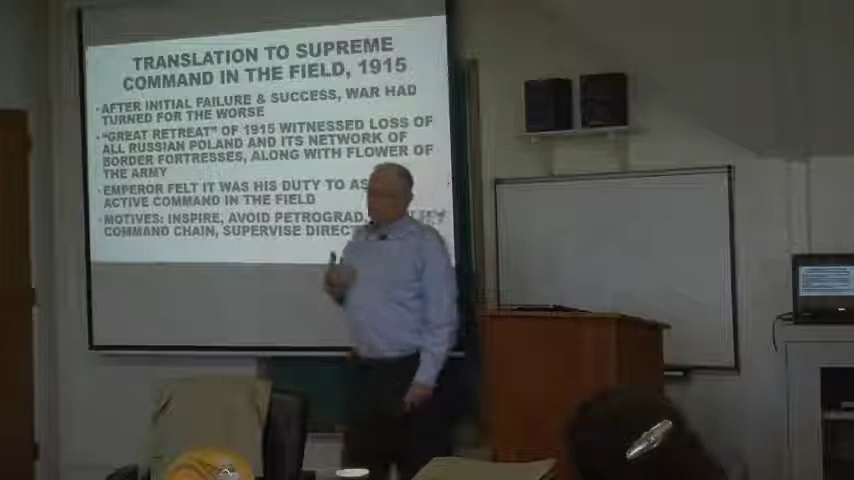 TRANSLATION TO SUPREME
COMMAND IN THE FIELD, 1915
•AFTER INITIAL FAILURE & SUCCESS, WAR HAD
TURNED FOR THE WORSE
•"GREAT RETREAT" OF 1915 WITNESSED THE LOSS OF
ALL RUSSIAN POLAND AND ITS NETWORK OF
BORDER FORTRESSES, ALONG WITH FLOWER OF
THE ARMY
•EMPEROR FELT IT WAS HIS DUTY TO
ACTIVE COMMAND IN THE FIELD
•MOTIVES: INSPIRE, AVOID PETROGRAD,
COMMAND CHAIN, SUPERVISE